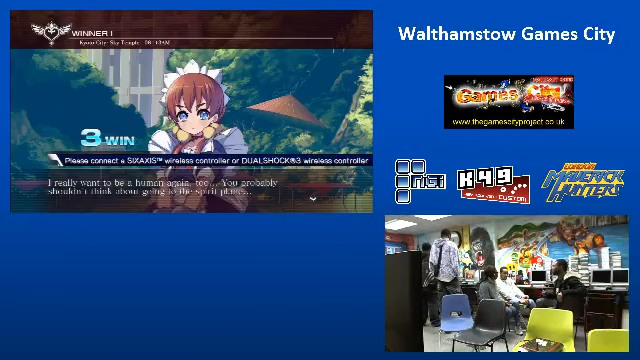 WINNER !
Kyoto City: Sky Temple
3 WIN
Please connect a SIXAXIS™ wireless controller or DUALSHOCK®3 wireless controller
I really want to be a human again, too... You probably
shouldn't think about going to the spirit plane...
Walthamstow Games City
Games City
www.thegamescityproject.co.uk
K49
CUSTOM
LONDON
MAVERICK
HUNTERS